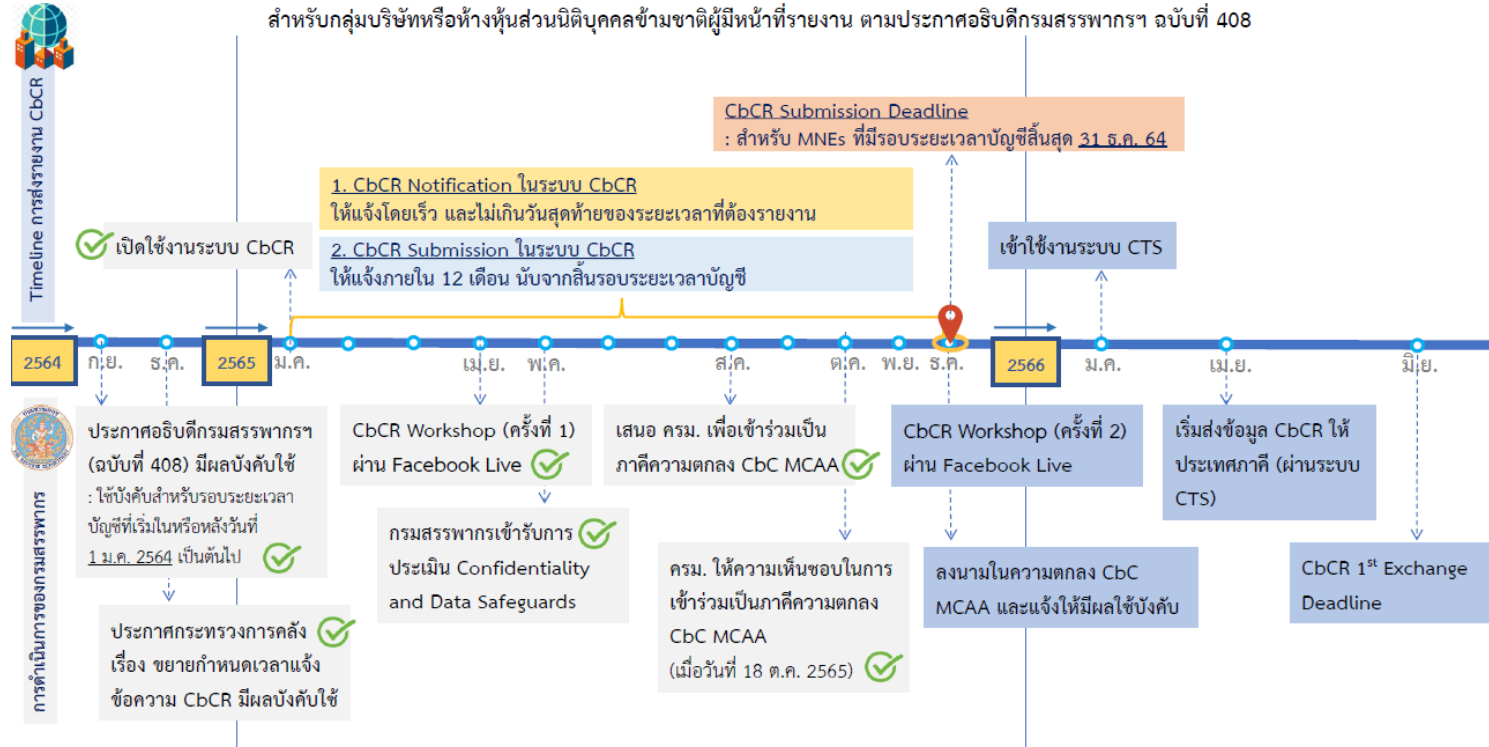 สำหรับกลุ่มบริษัทหรือห้างหุ้นส่วนนิติบุคคลข้ามชาติผู้มีหน้าที่รายงาน ตามประกาศอธิบดีกรมสรรพากรฯ ฉบับที่ 408
Timeline การส่งรายงาน CbCR
CbCR Submission Deadline
: สำหรับ MNEs ที่มีรอบระยะเวลาบัญชีสิ้นสุด 31 ธ.ค. 64
1. CbCR Notification ในระบบ CbCR
ให้แจ้งโดยเร็ว และไม่เกินวันสุดท้ายของระยะเวลาที่ต้องรายงาน
เปิดใช้งานระบบ CbCR
2. CbCR Submission ในระบบ CbCR
ให้แจ้งภายใน 12 เดือน นับจากสิ้นรอบระยะเวลาบัญชี
เข้าใช้งานระบบ CTS
2564 ก.ย. ธ.ค. 2565 ม.ค. เม.ย. พ.ค. ส.ค. ต.ค. พ.ย. ธ.ค. 2566 ม.ค. เม.ย. มิ.ย.
การดำเนินการของกรมสรรพากร
ประกาศอธิบดีกรมสรรพากรฯ
(ฉบับที่ 408) มีผลบังคับใช้
: ใช้บังคับสำหรับรอบระยะเวลา
บัญชีที่เริ่มในหรือหลังวันที่
1 ม.ค. 2564 เป็นต้นไป
ประกาศกระทรวงการคลัง
เรื่อง ขยายกำหนดเวลาแจ้ง
ข้อความ CbCR มีผลบังคับใช้
CbCR Workshop (ครั้งที่ 1)
ผ่าน Facebook Live
กรมสรรพากรเข้ารับการ
ประเมิน Confidentiality
and Data Safeguards
เสนอ ครม. เพื่อเข้าร่วมเป็น
ภาคีความตกลง CbC MCAA
ครม. ให้ความเห็นชอบในการ
เข้าร่วมเป็นภาคีความตกลง
CbC MCAA
(เมื่อวันที่ 18 ต.ค. 2565)
CbCR Workshop (ครั้งที่ 2)
ผ่าน Facebook Live
ลงนามในความตกลง CbC
MCAA และแจ้งให้มีผลใช้บังคับ
เริ่มส่งข้อมูล CbCR ให้
ประเทศภาคี (ผ่านระบบ
CTS)
CbCR 1st Exchange
Deadline